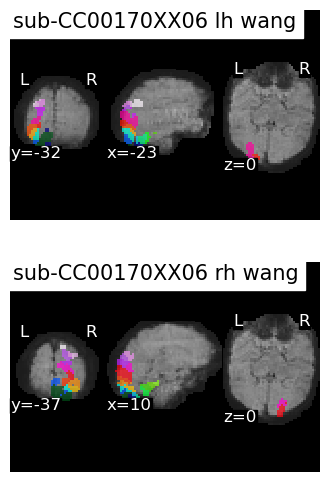 sub-CC00170XX06 lh wang
L R L R
y=-32 x=-23 z=0
sub-CC00170XX06 rh wang
L R L R
y=-37 x=10 z=0